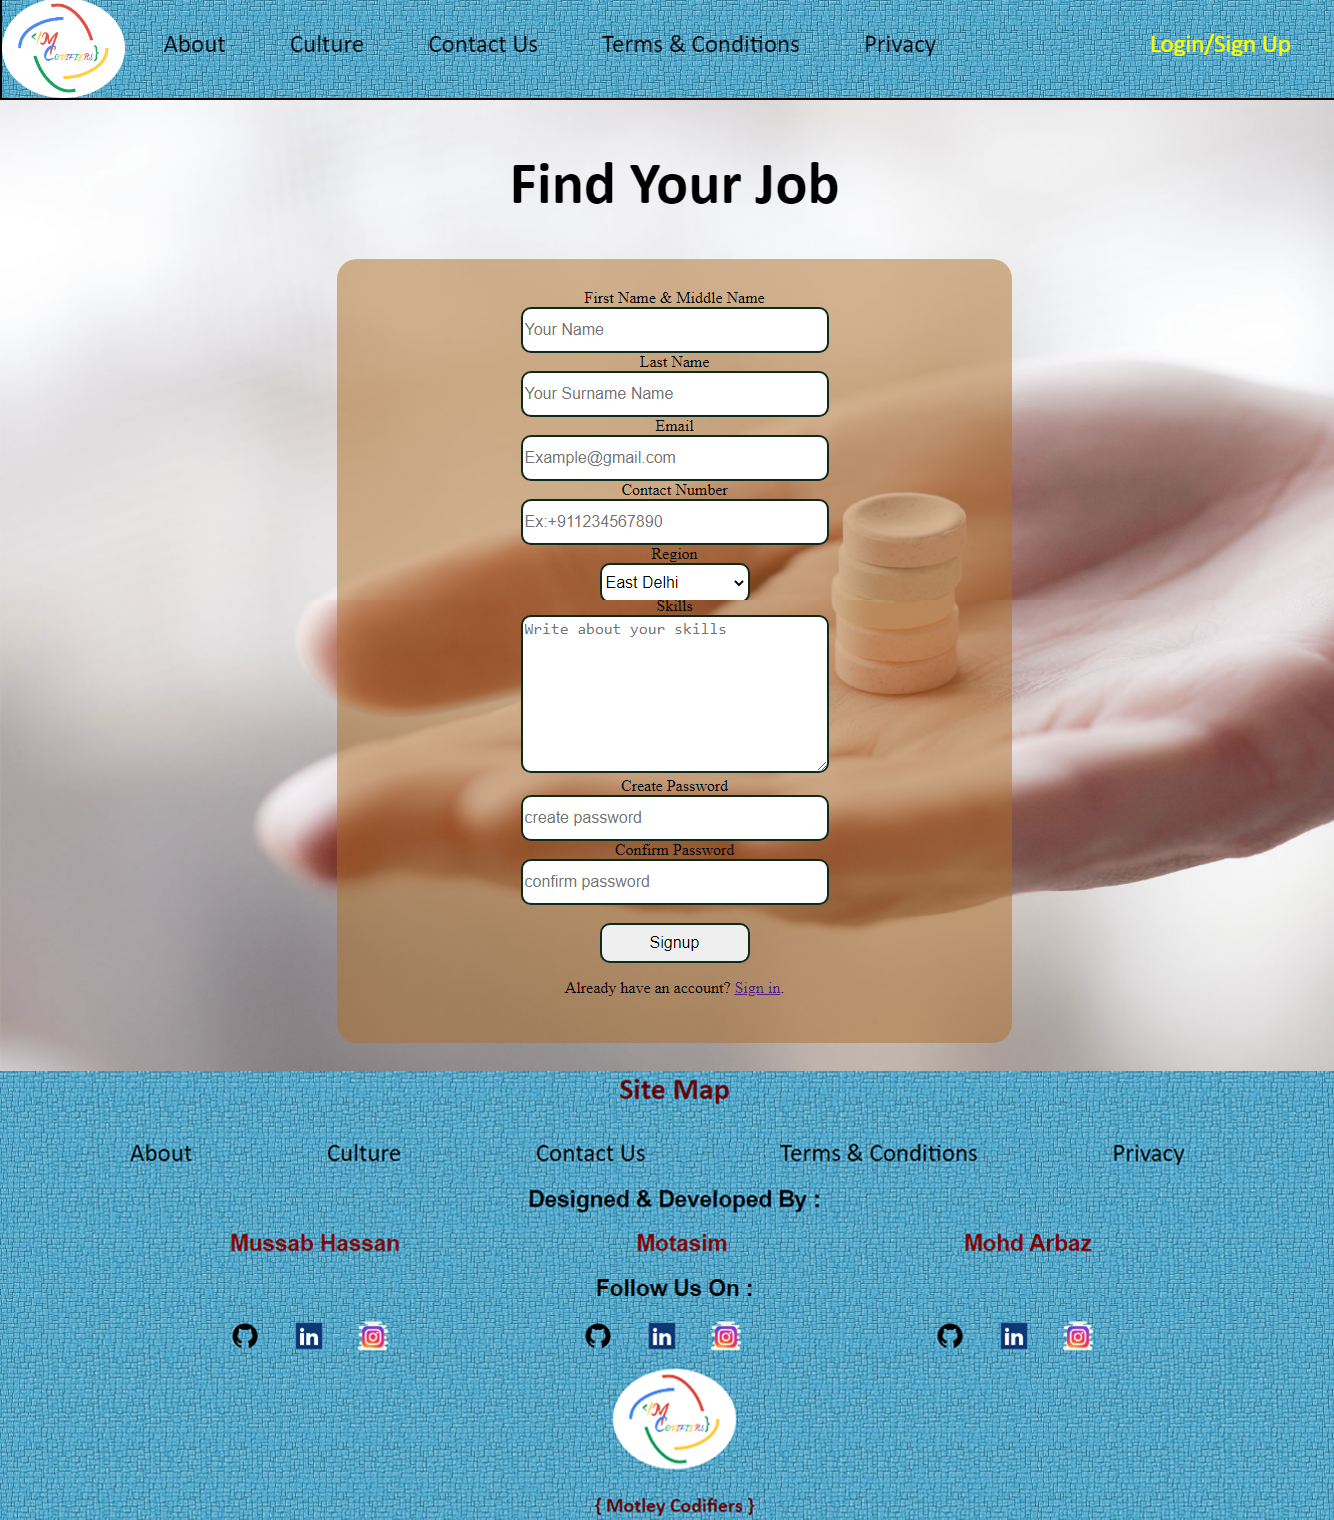 </M
Codifiers}
About Culture Contact Us Terms & Conditions Privacy Login/Sign Up
Find Your Job
First Name & Middle Name
Your Name
Last Name
Your Surname Name
Email
Example@gmail.com
Contact Number
Ex:+911234567890
Region
East Delhi
Skills
Write about your skills
Create Password
create password
Confirm Password
confirm password
Signup
Already have an account? Sign in.
Site Map
About Culture Contact Us Terms & Conditions Privacy
Designed & Developed By :
Mussab Hassan Motasim Mohd Arbaz
Follow Us On :
in in in
</M
Codifiers}
{ Motley Codifiers }